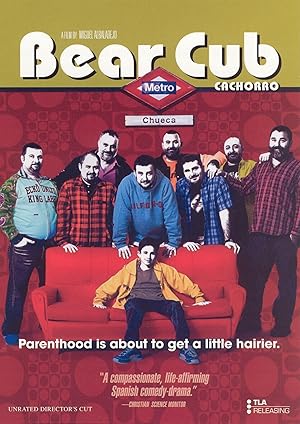 A FILM BY MIGUEL ALBALADEJO
Bear Cub
CACHORRO
Metro
Chueca
Parenthood is about to get a little hairier.
"A compassionate, life-affirming
Spanish comedy-drama."
—CHRISTIAN SCIENCE MONITOR
UNRATED DIRECTOR'S CUT
TLA
RELEASING